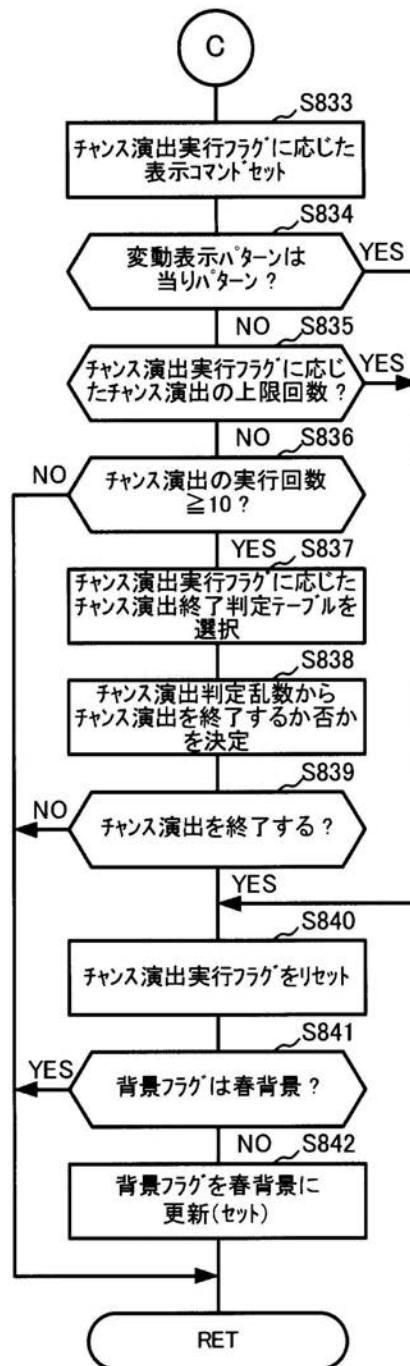 C
S833
チャンス演出実行フラグに応じた
表示コマンドセット
S834
変動表示パターンは
当りパターン？
YES
NO
S835
チャンス演出実行フラグに応じ
たチャンス演出の上限回数？
YES
NO
S836
チャンス演出の実行回数
≧10？
NO
YES
S837
チャンス演出実行フラグに応じた
チャンス演出終了判定テーブルを
選択
S838
チャンス演出判定乱数から
チャンス演出を終了するか否か
を決定
S839
チャンス演出を終了する？
NO
YES
S840
チャンス演出実行フラグをリセット
S841
背景フラグは春背景？
YES
NO
S842
背景フラグを春背景に
更新(セット)
RET